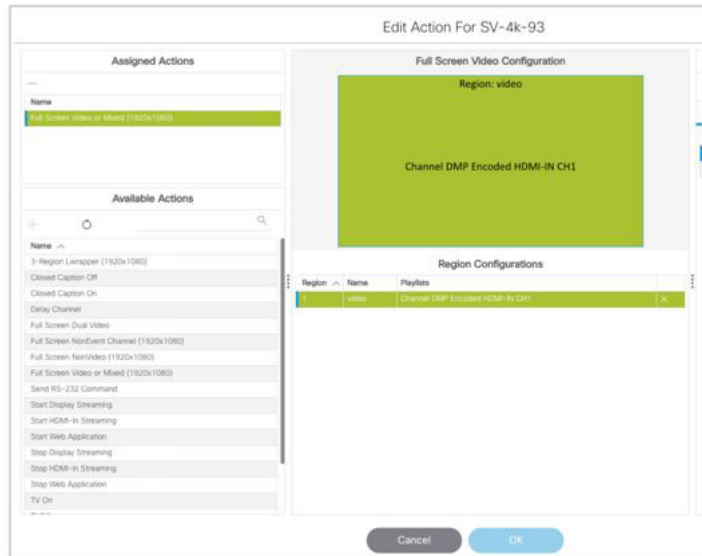 Edit Action For SV-4k-93
Assigned Actions
Name
Full Screen Video or Mixed (1920x1080)
Available Actions
Name
3-Region Lwrapper (1920x1080)
Closed Caption Off
Closed Caption On
Delay Channel
Full Screen Dual Video
Full Screen NonEvent Channel (1920x1080)
Full Screen NonVideo (1920x1080)
Full Screen Video or Mixed (1920x1080)
Send RS-232 Command
Start Display Streaming
Start HDMI-In Streaming
Start Web Application
Stop Display Streaming
Stop HDMI-In Streaming
Stop Web Application
TV On
Full Screen Video Configuration
Region: video
Channel DMP Encoded HDMI-IN CH1
Region Configurations
Region Name Playlists
1 video Channel DMP Encoded HDMI-IN CH1
Cancel OK